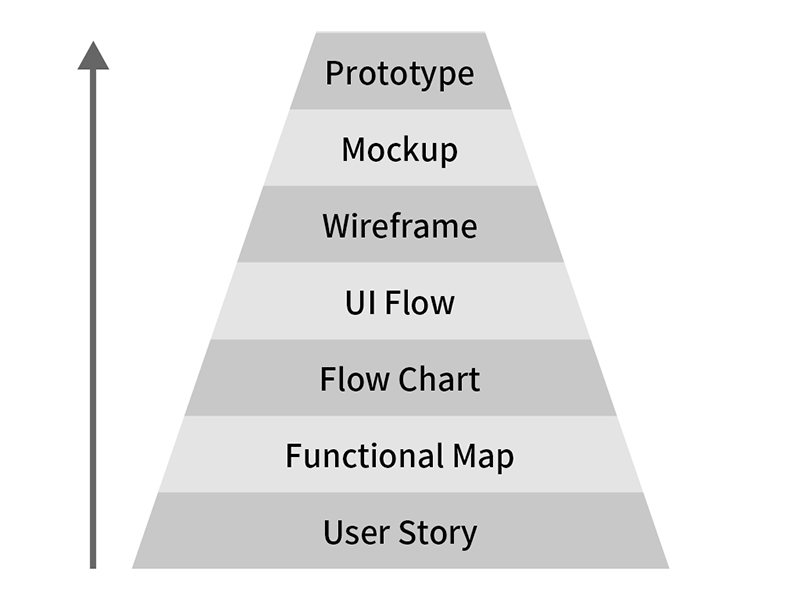 Prototype
Mockup
Wireframe
UI Flow
Flow Chart
Functional Map
User Story